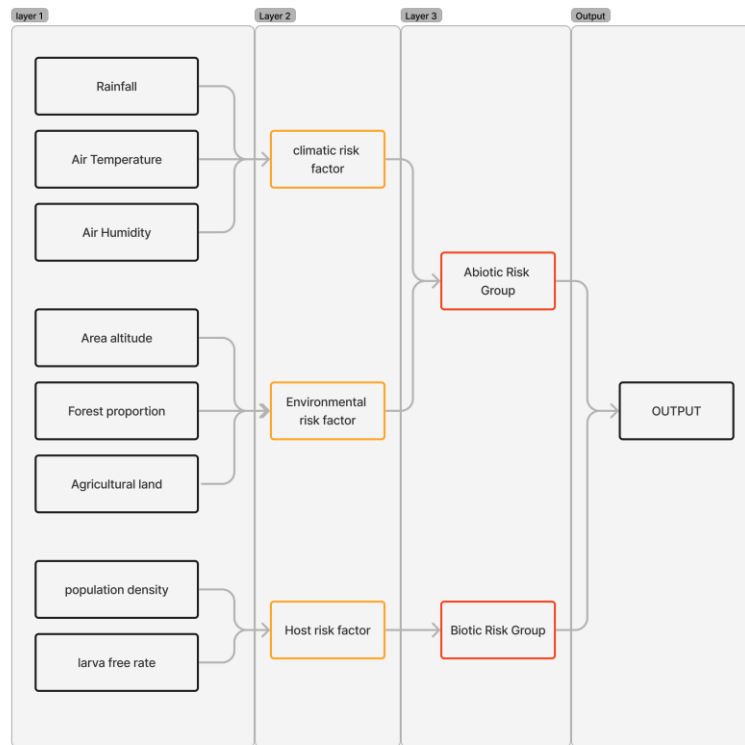 layer 1
Layer 2
Layer 3
Output
Rainfall
Air Temperature
Air Humidity
climatic risk
factor
Abiotic Risk
Group
Area altitude
Forest proportion
Agricultural land
Environmental
risk factor
OUTPUT
population density
larva free rate
Host risk factor
Biotic Risk Group